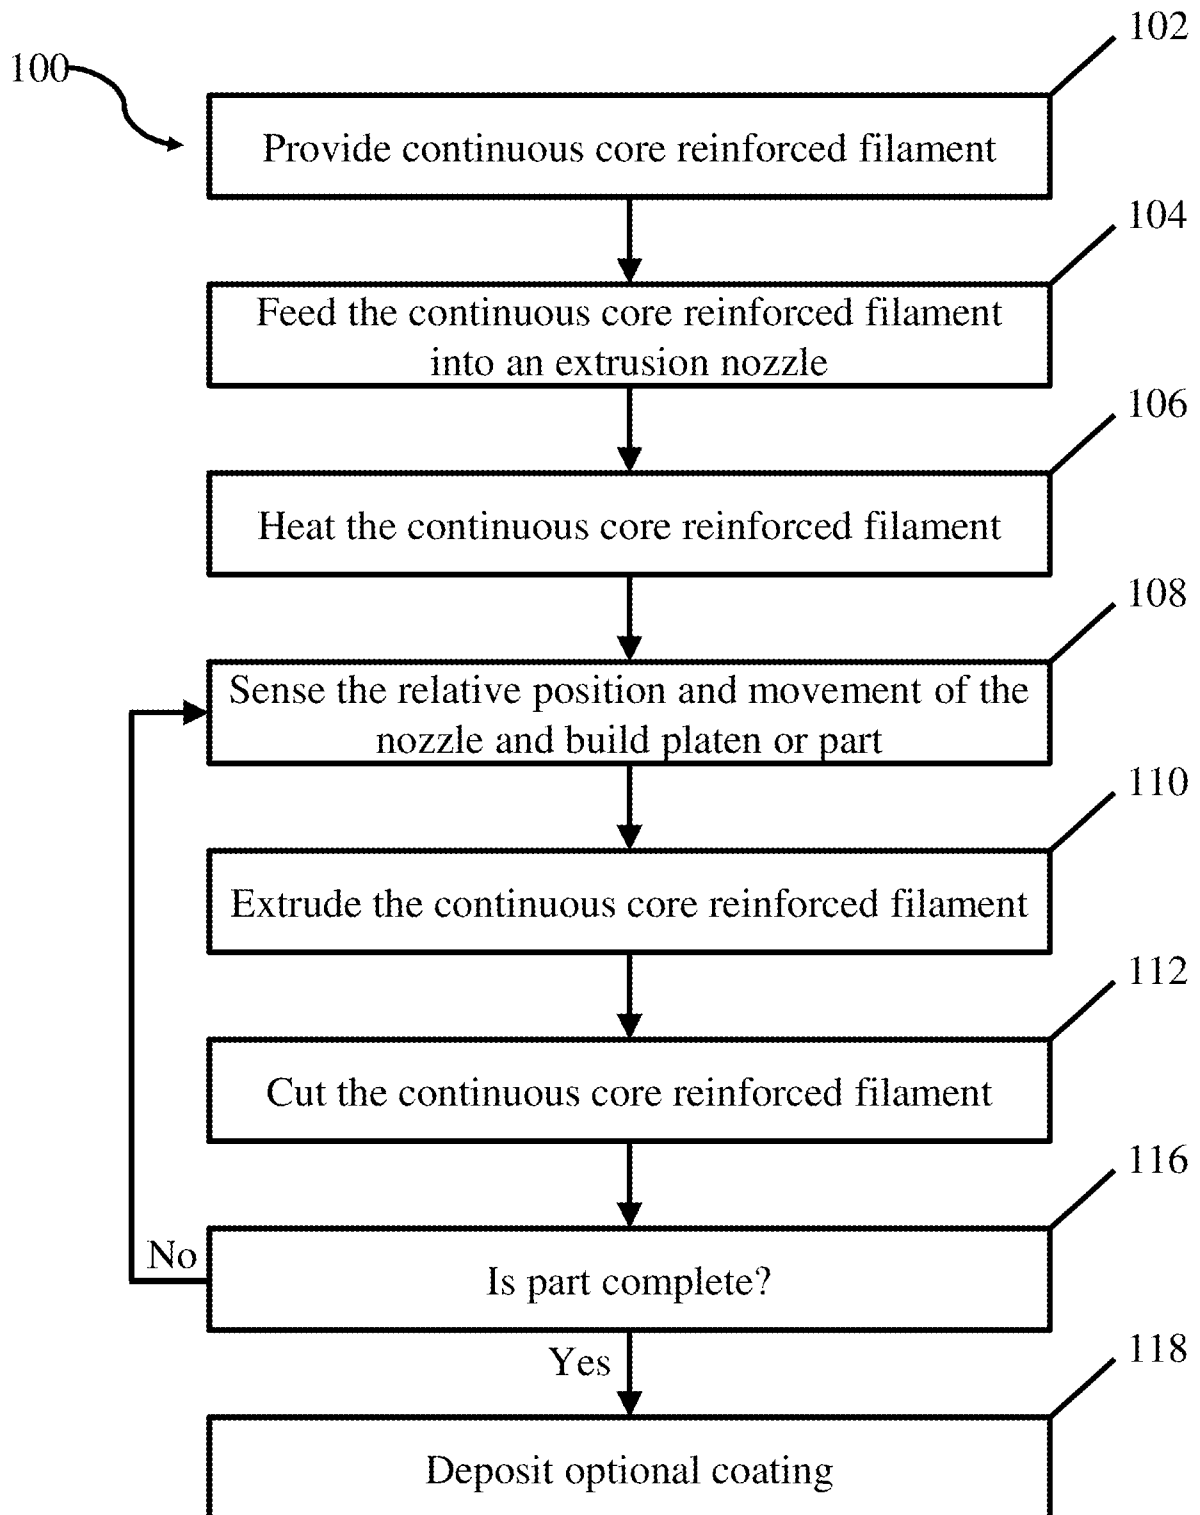 102
100
Provide continuous core reinforced filament
104
Feed the continuous core reinforced filament
into an extrusion nozzle
106
Heat the continuous core reinforced filament
108
Sense the relative position and movement of the
nozzle and build platen or part
110
Extrude the continuous core reinforced filament
112
Cut the continuous core reinforced filament
116
No
Is part complete?
Yes
118
Deposit optional coating